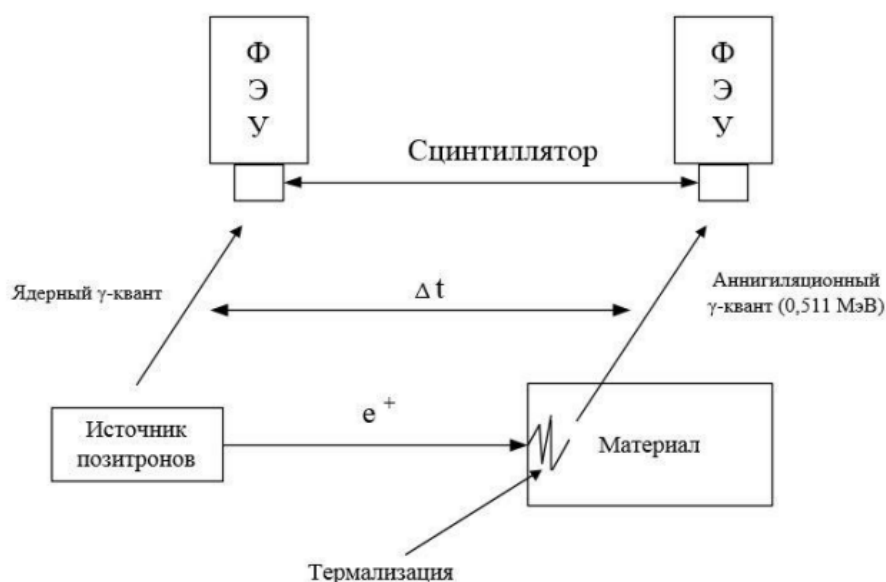 Ф
Э
У
Ф
Э
У
Сцинтиллятор
Ядерный γ-квант
Δ t
Аннигиляционный
γ-квант (0,511 МэВ)
e +
Источник
позитронов
Материал
Термализация